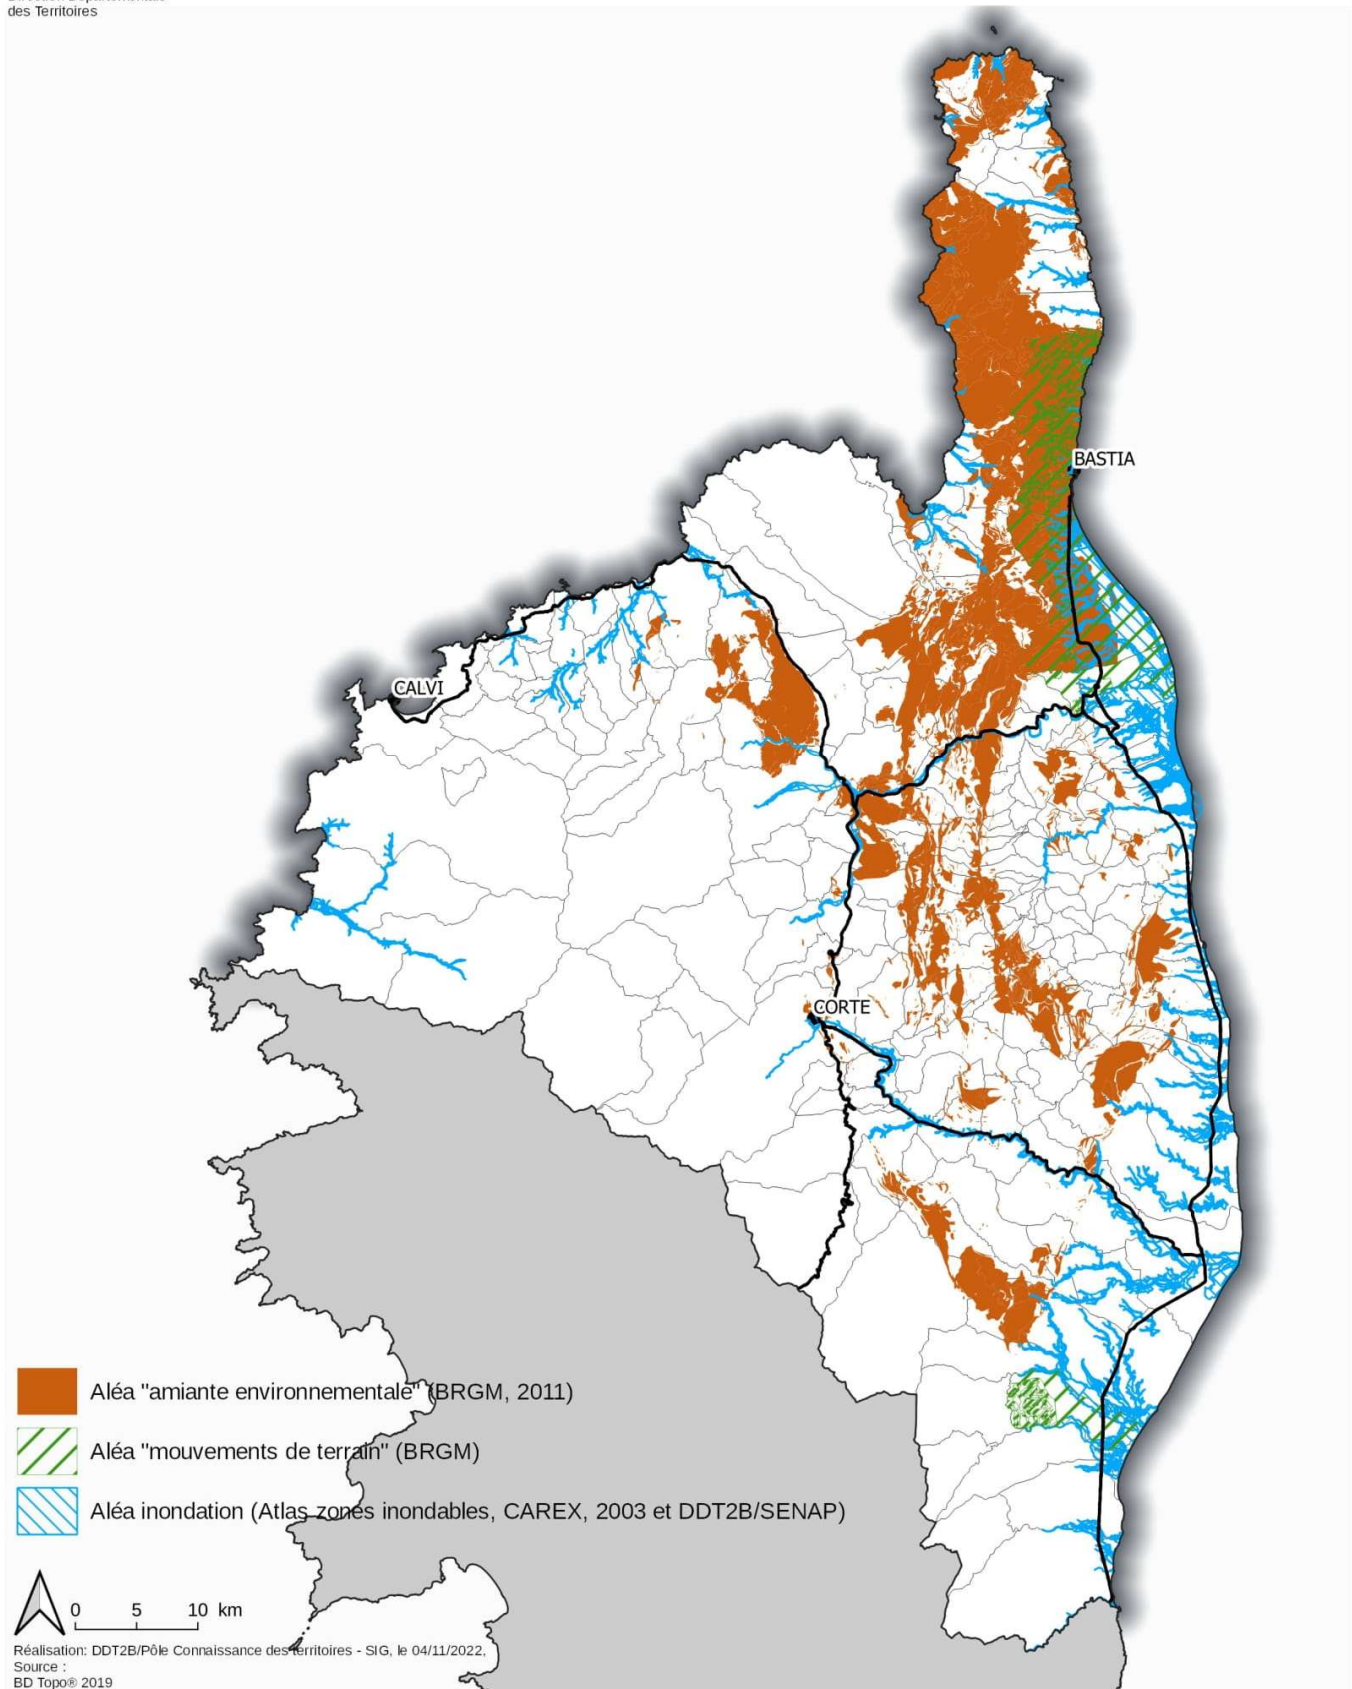 des Territoires
BASTIA
CALVI
CORTE
Aléa "amiante environnementale" (BRGM, 2011)
Aléa "mouvements de terrain" (BRGM)
Aléa inondation (Atlas zones inondables, CAREX, 2003 et DDT2B/SENAP)
0 5 10 km
Réalisation: DDT2B/Pôle Connaissance des territoires - SIG, le 04/11/2022,
Source :
BD Topo® 2019